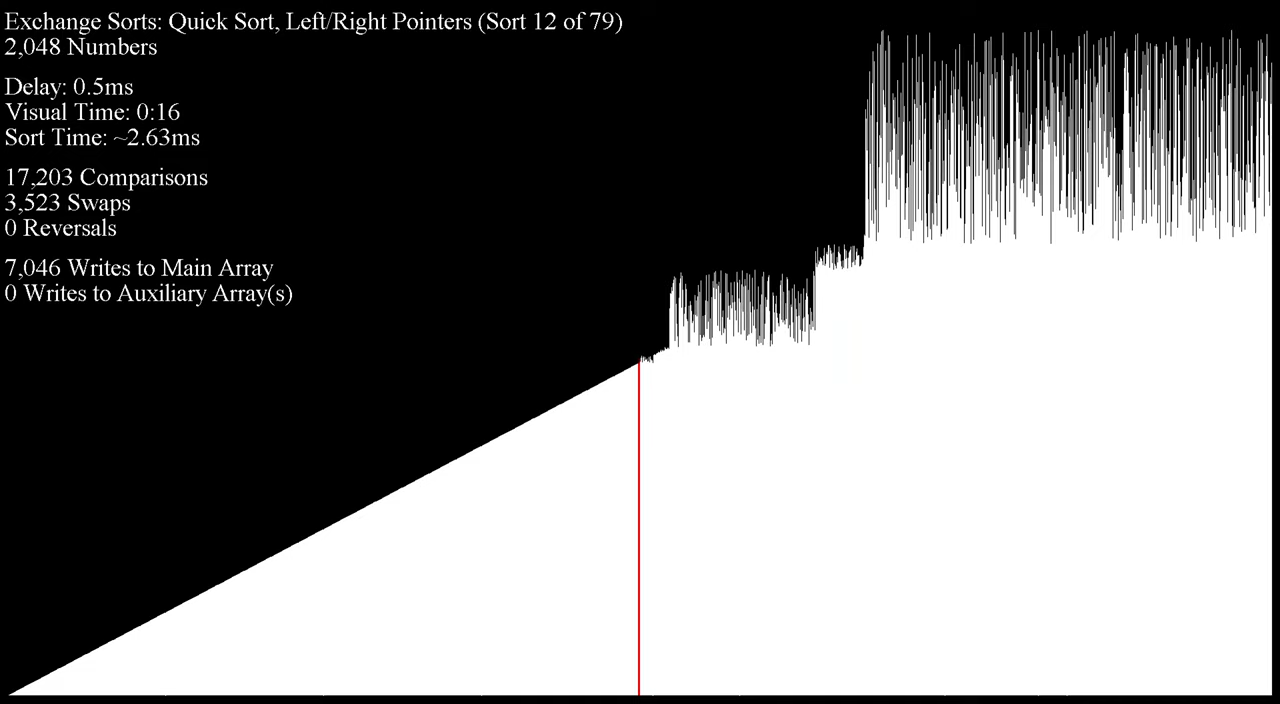 Exchange Sorts: Quick Sort, Left/Right Pointers (Sort 12 of 79)
2,048 Numbers
Delay: 0.5ms
Visual Time: 0:16
Sort Time: ~2.63ms
17,203 Comparisons
3,523 Swaps
0 Reversals
7,046 Writes to Main Array
0 Writes to Auxiliary Array(s)